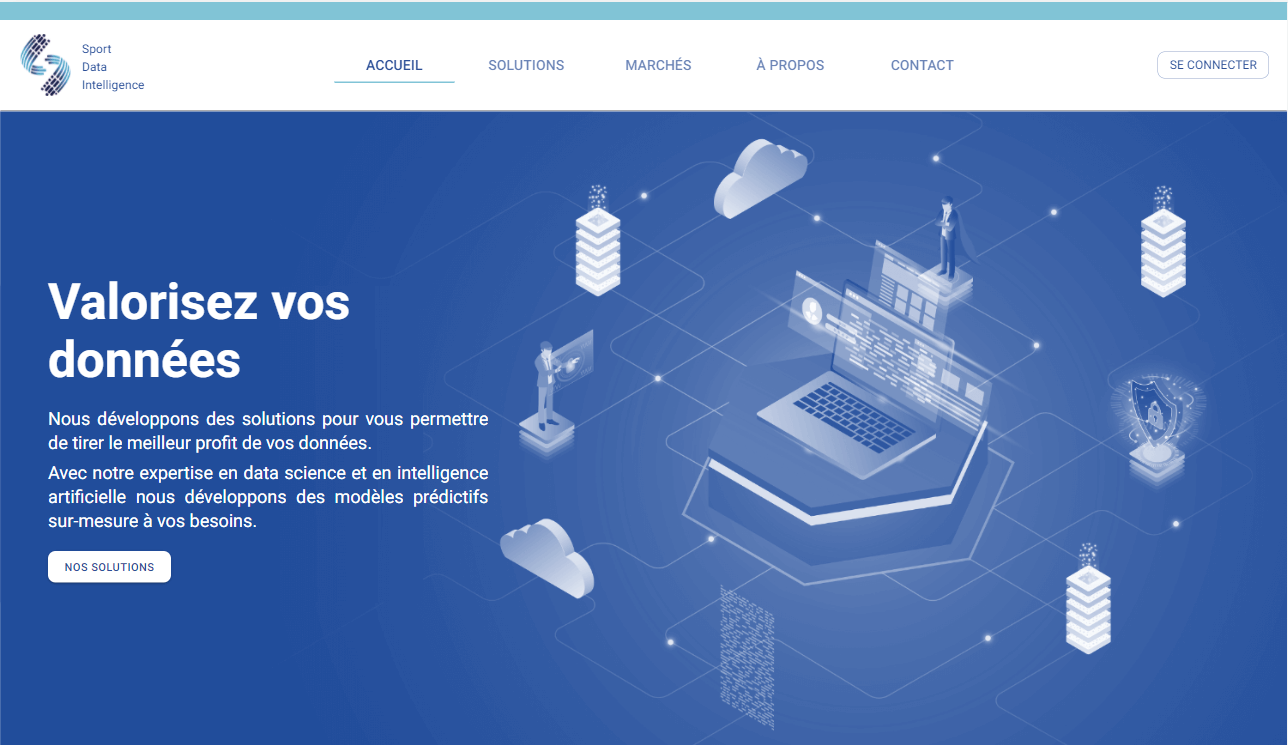 Sport
Data
Intelligence
ACCUEIL
SOLUTIONS
MARCHÉS
À PROPOS
CONTACT
SE CONNECTER
Valorisez vos
données
Nous développons des solutions pour vous permettre
de tirer le meilleur profit de vos données.
Avec notre expertise en data science et en intelligence
artificielle nous développons des modèles prédictifs
sur-mesure à vos besoins.
NOS SOLUTIONS